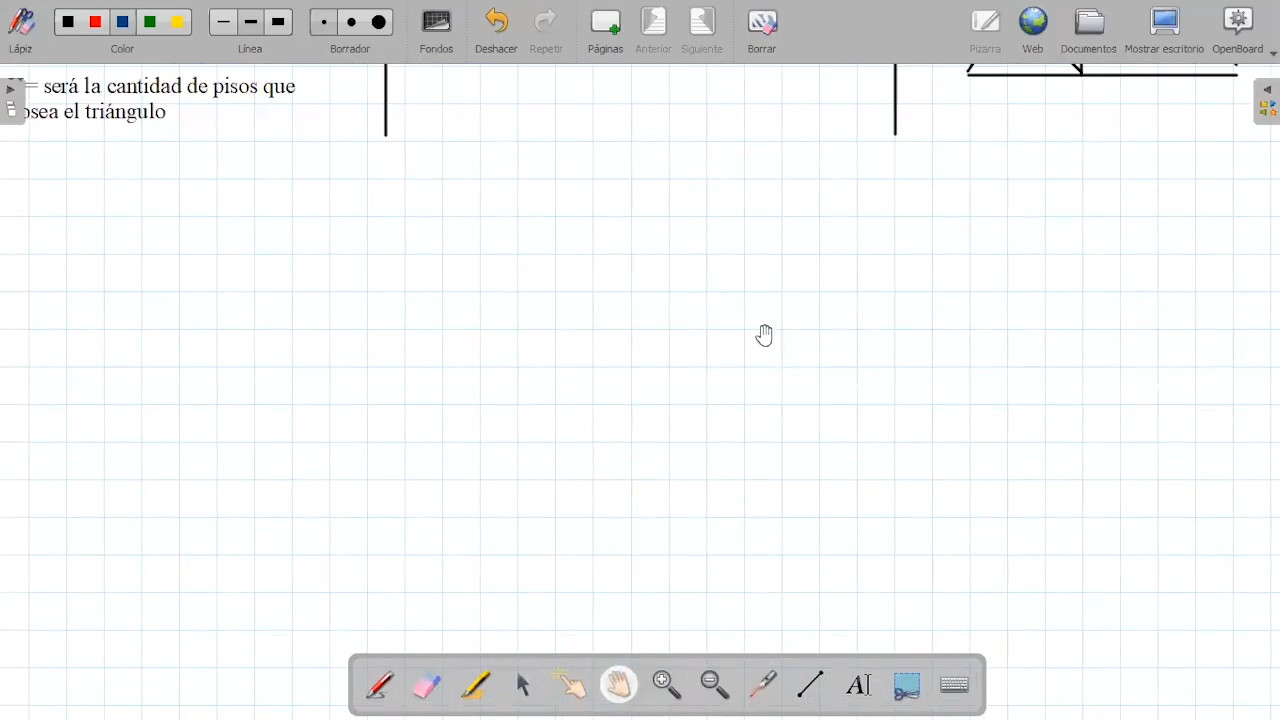 Lápiz
Color
Línea
Borrador
Fondos
Deshacer
Repetir
Páginas
Anterior
Siguiente
Borrar
Pizarra
Web
Documentos
Mostrar escritorio
OpenBoard
= será la cantidad de pisos que
osea el triángulo
A